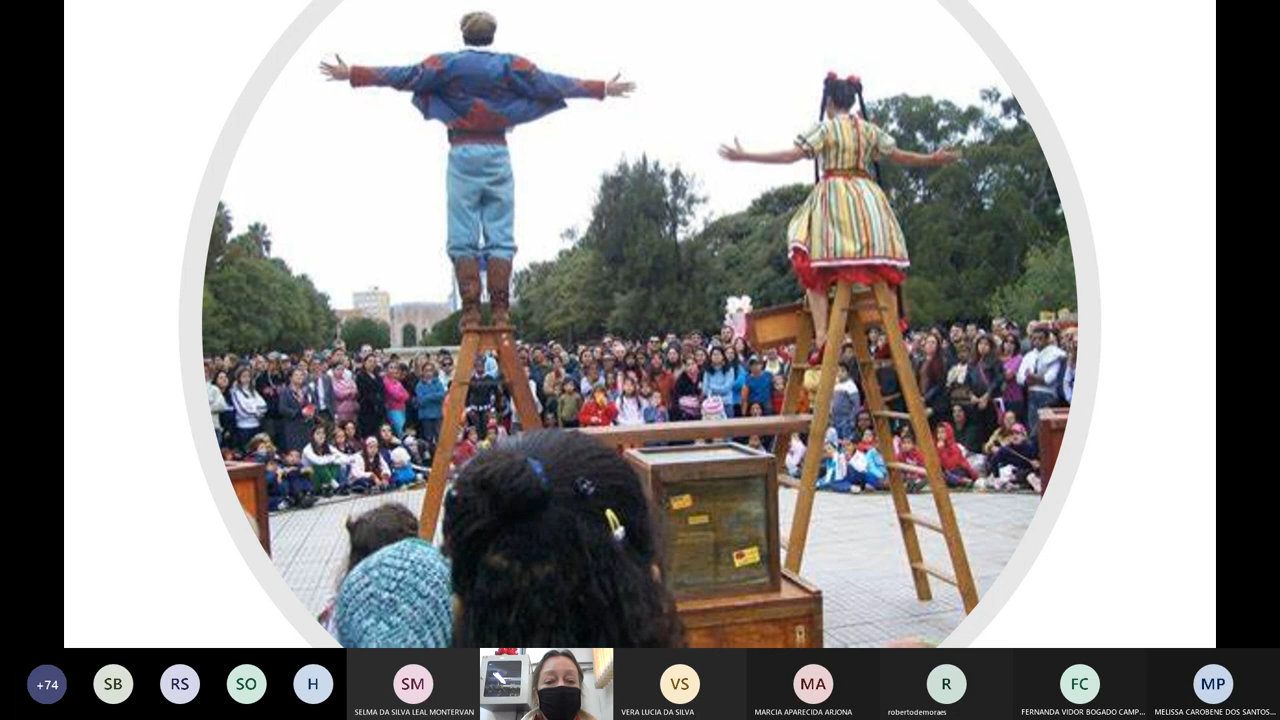 +74
SB
RS
SO
H
SM
VS
MA
R
FC
MP
SELMA DA SILVA LEAL MONTERVAN
VERA LUCIA DA SILVA
MARCIA APARECIDA ARJONA
robertodemoraes
FERNANDA VIDOR BOGADO CAMP...
MELISSA CAROBENE DOS SANTOS...